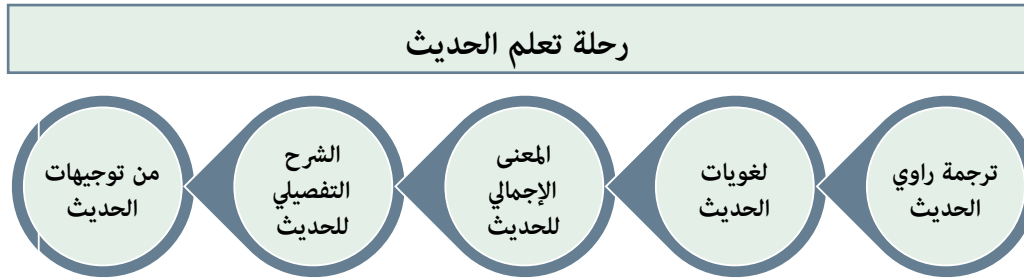 رحلة تعلم الحديث
ترجمة راوي
الحديث
لغويات
الحديث
المعنى
الإجمالي
للحديث
الشرح
التفصيلي
للحديث
من توجيهات
الحديث